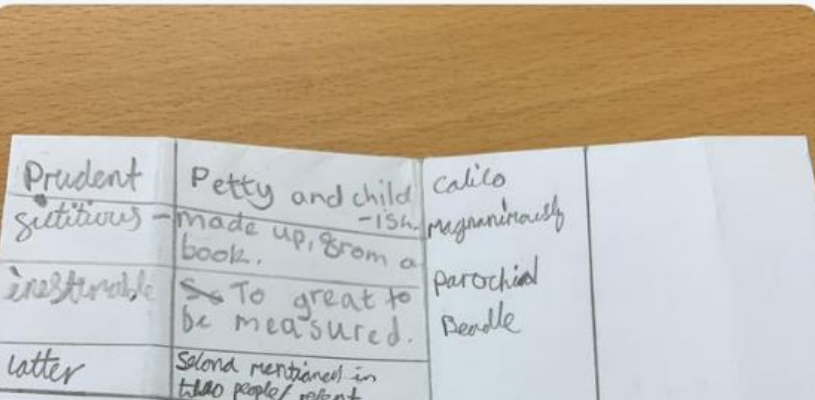 Prudent
Petty and child
-ish.
fictitious -
made up, from a
book.
inestimable
To great to
be measured.
latter
Second mentioned in
two people/
Calico
Magnanimously
parochial
Beadle